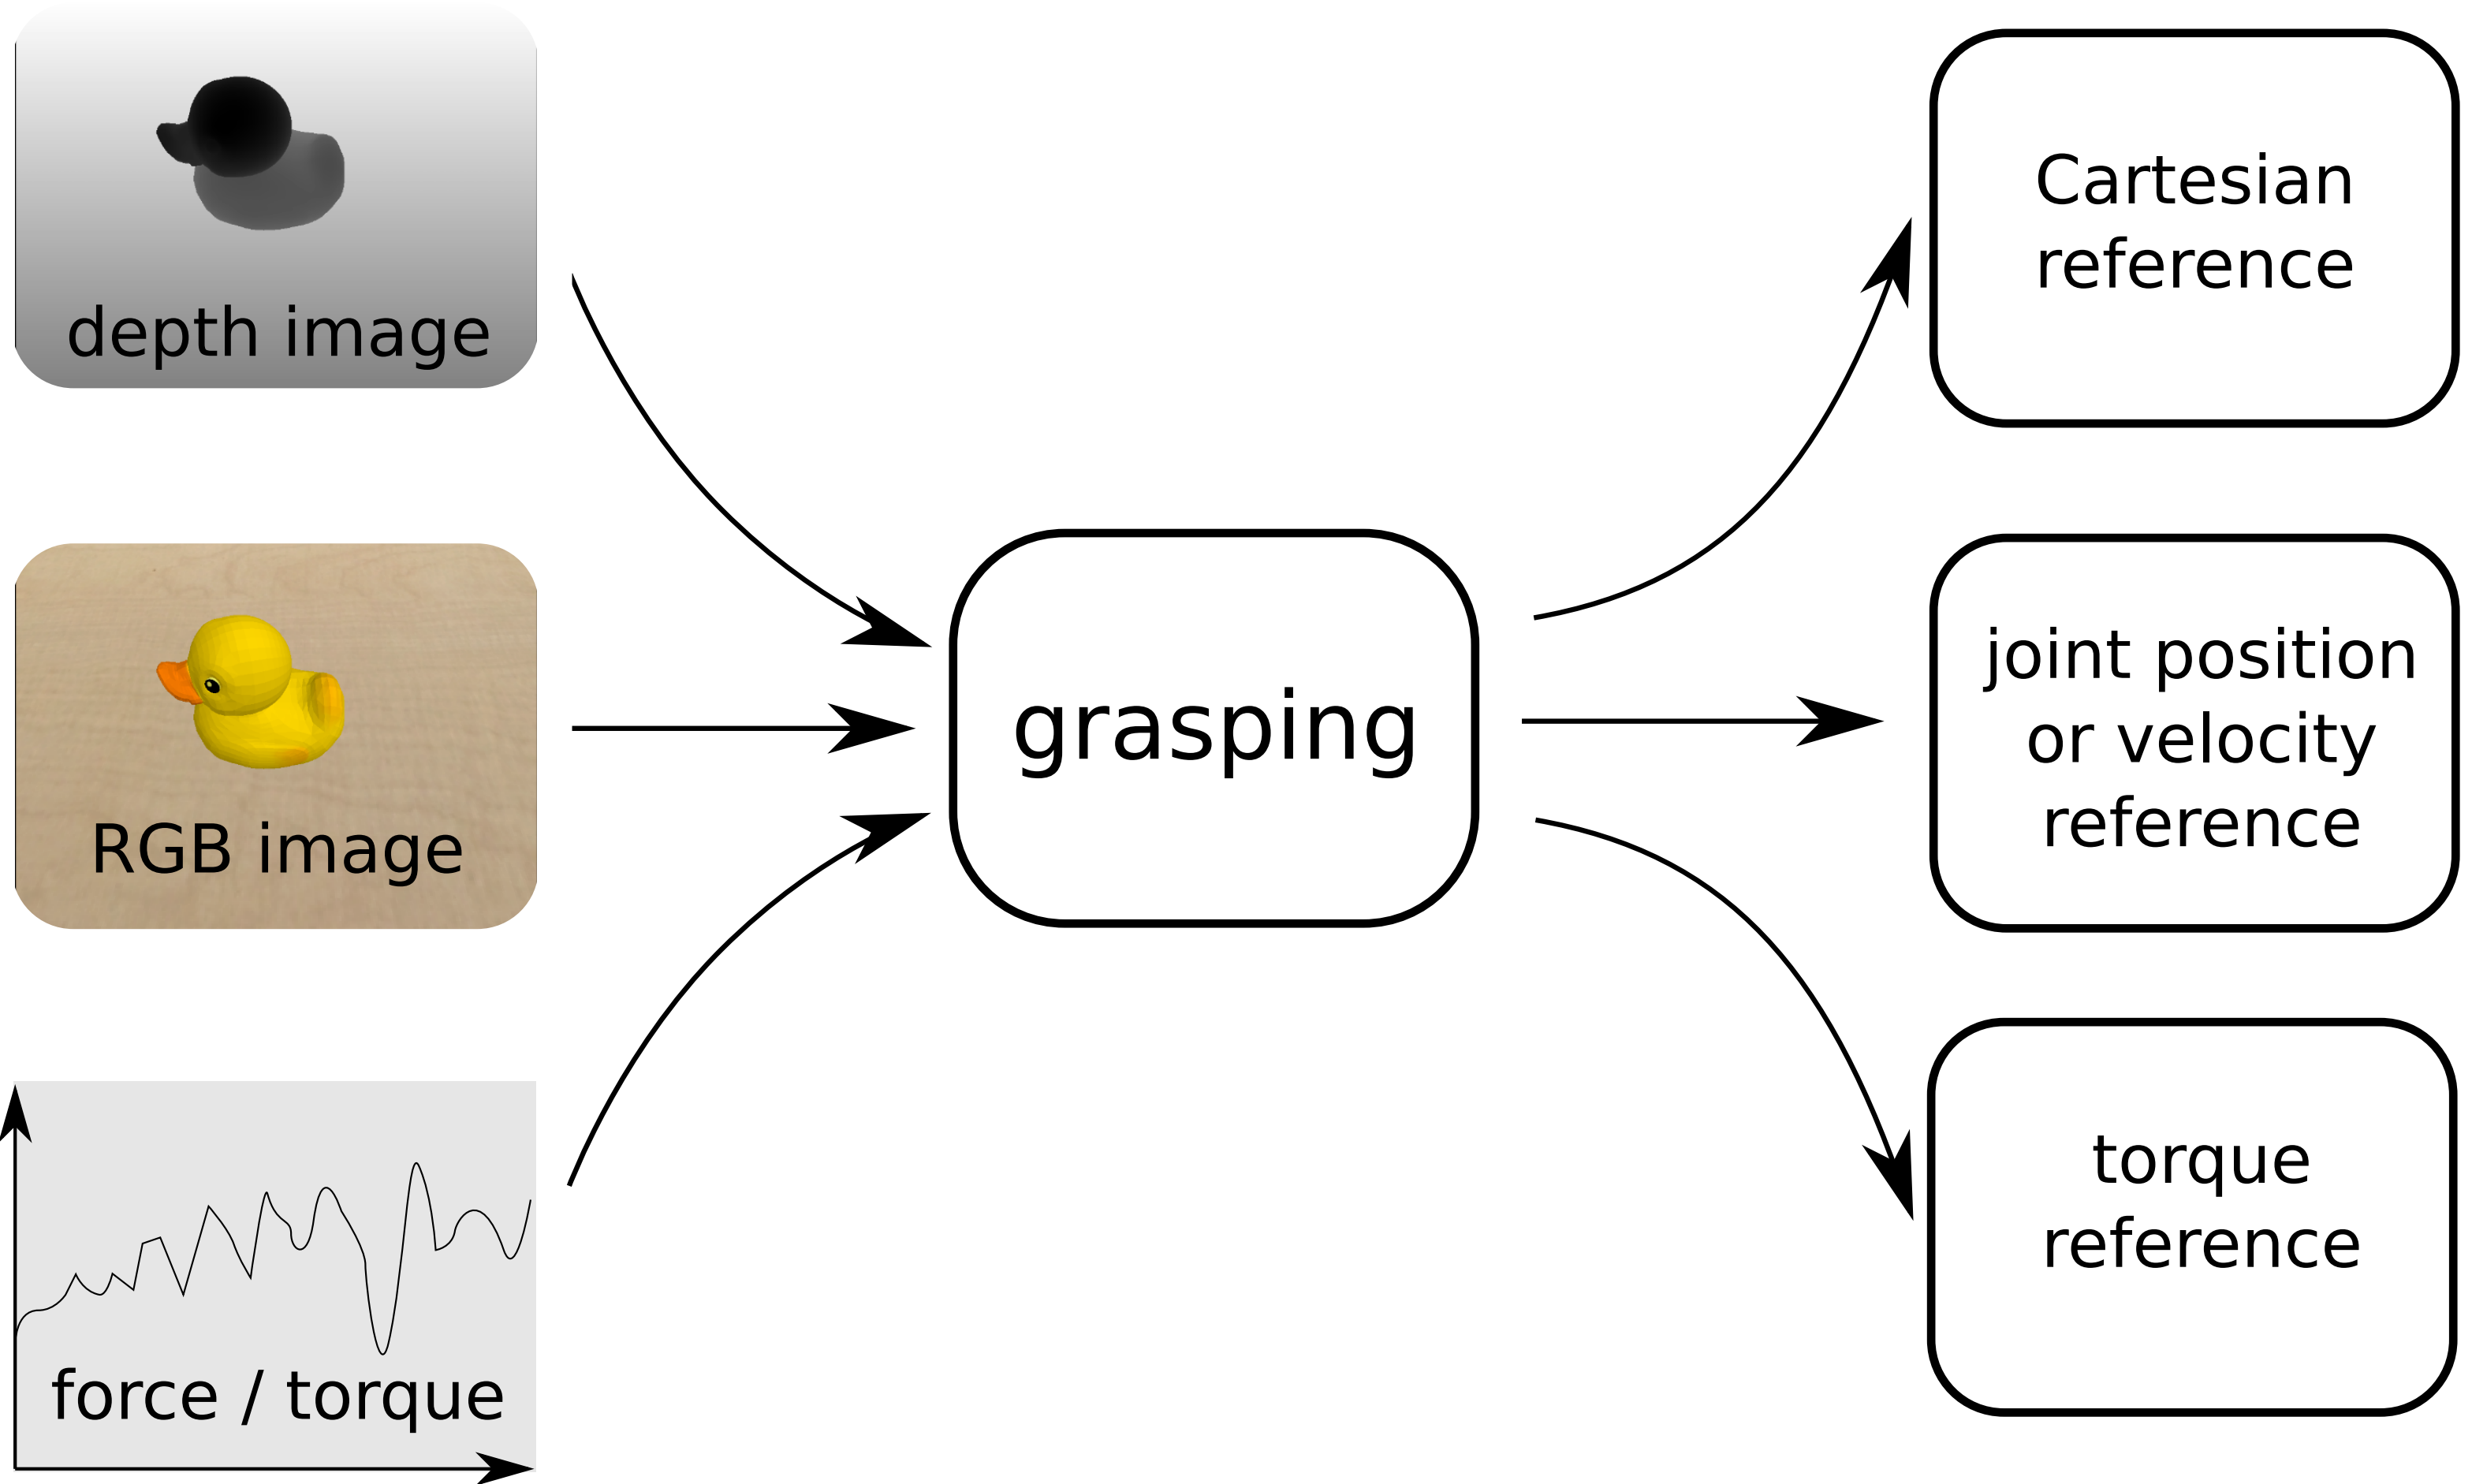 depth image
RGB image
force / torque
grasping
Cartesian
reference
joint position
or velocity
reference
torque
reference